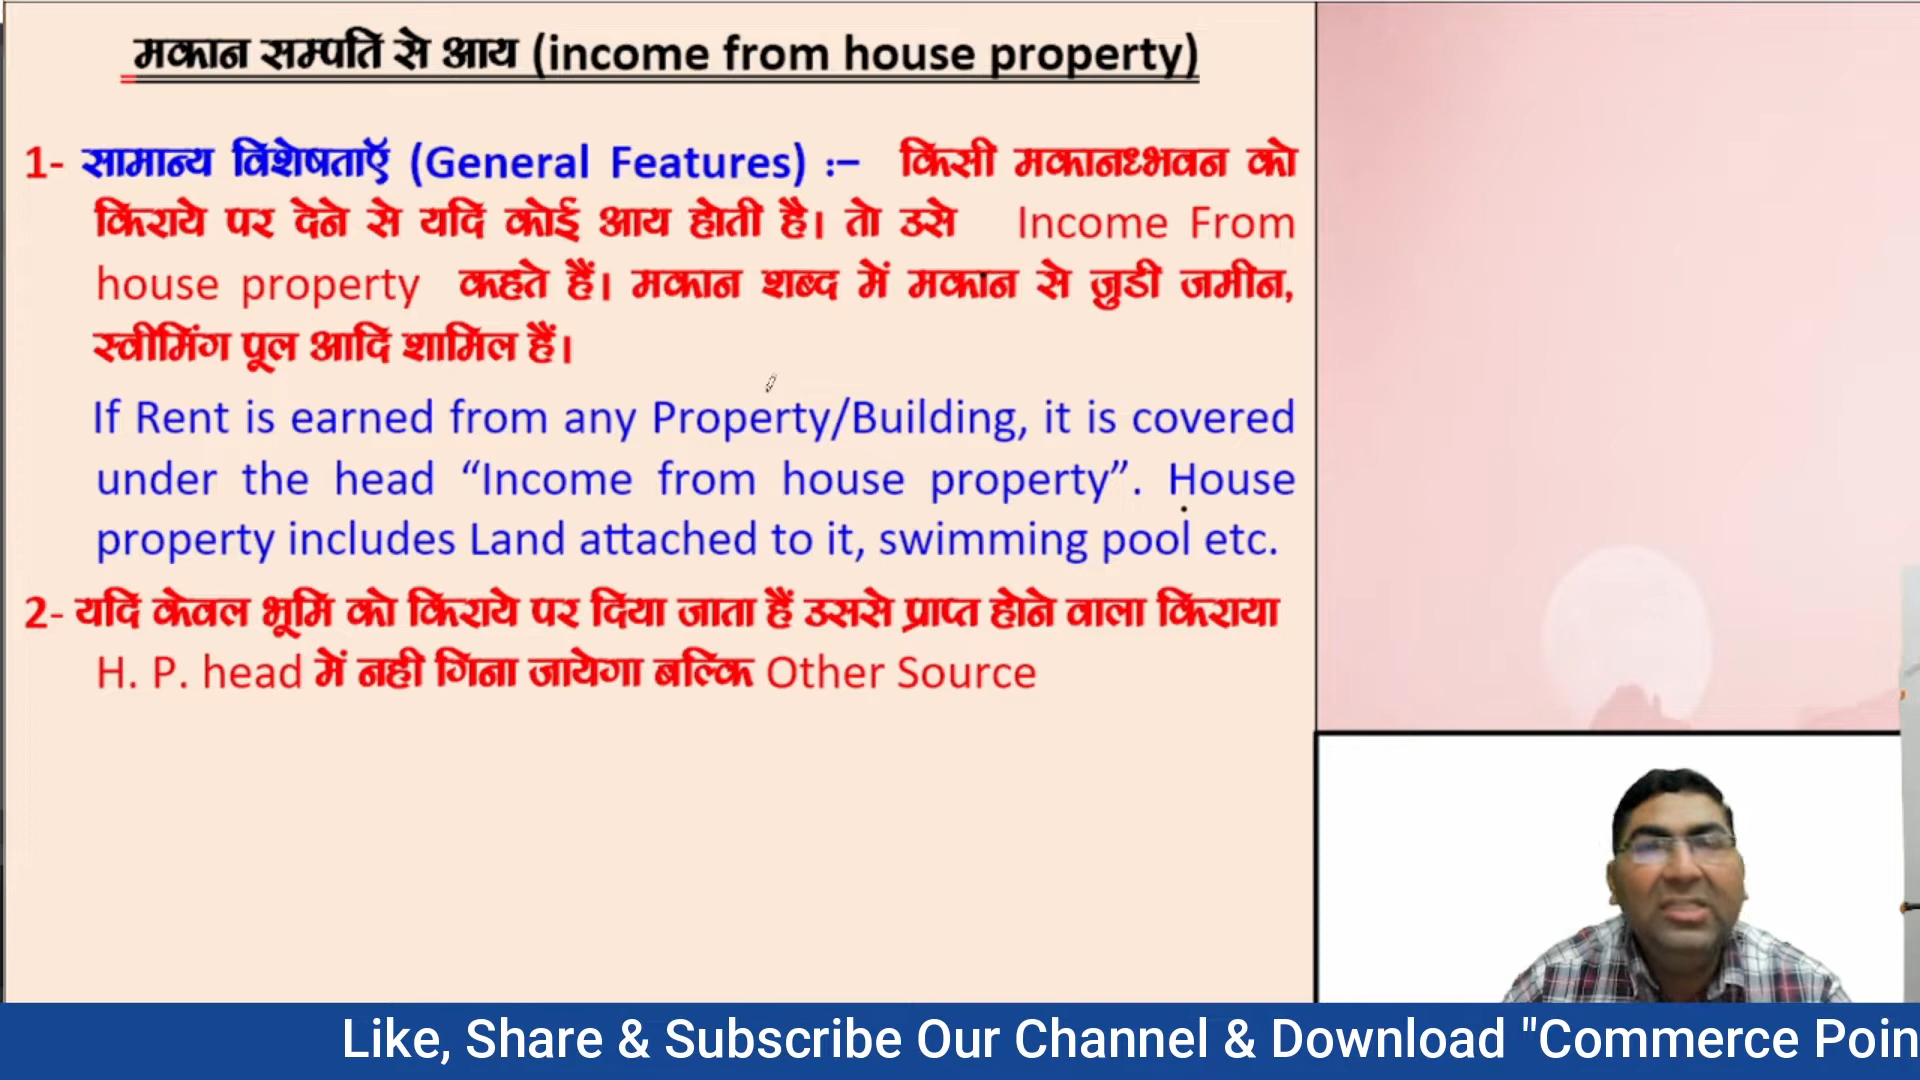 मकान सम्पति से आय (income from house property)
1- सामान्य विशेषताएॅ (General Features) :– किसी मकानध्भवन को
किराये पर देने से यदि कोई आय होती है। तो उसे Income From
house property कहते हैं। मकान शब्द में मकान से जुडी जमीन,
स्वीमिंग पूल आदि शामिल हैं।
If Rent is earned from any Property/Building, it is covered
under the head “Income from house property”. House
property includes Land attached to it, swimming pool etc.
2- यदि केवल भूमि को किराये पर दिया जाता हैं उससे प्राप्त होने वाला किराया
H. P. head में नही गिना जायेगा बल्कि Other Source
Like, Share & Subscribe Our Channel & Download "Commerce Poin